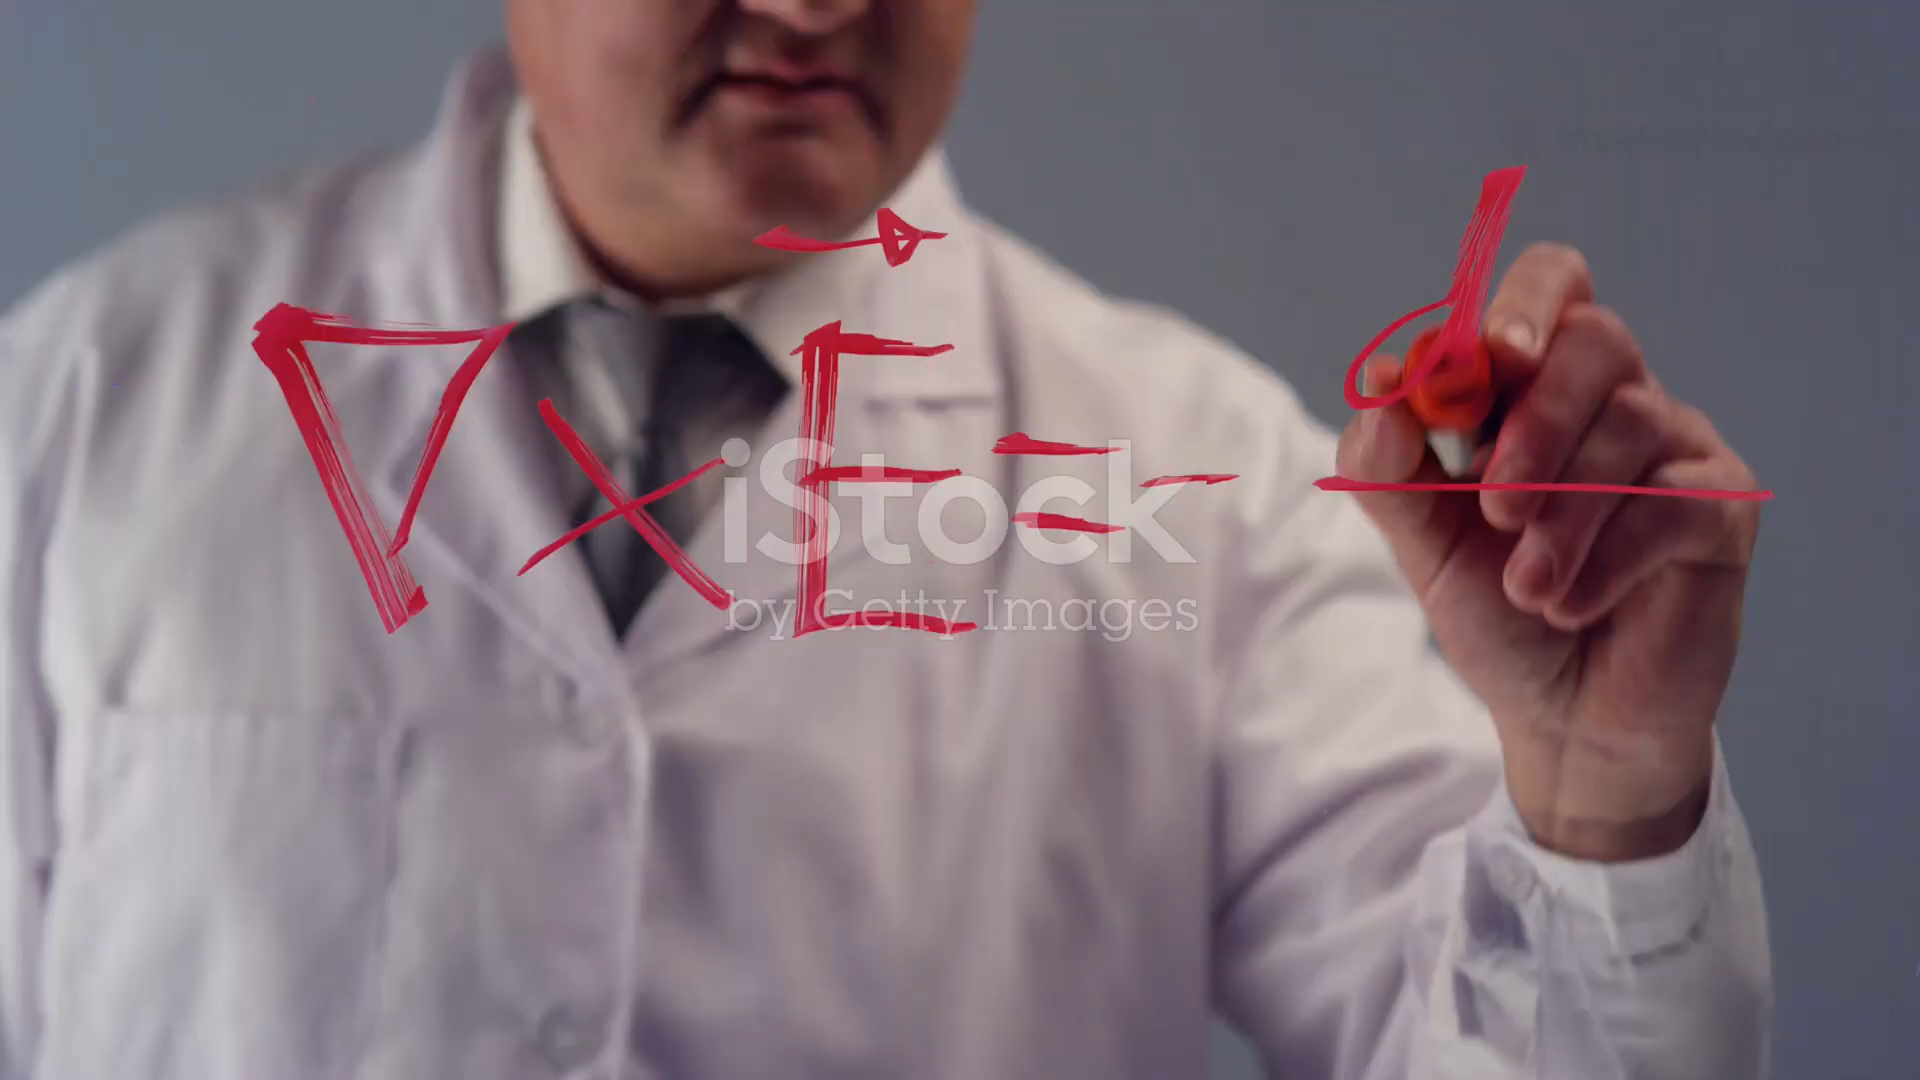 ∇×E⃗ = - d
iStock
by Getty Images